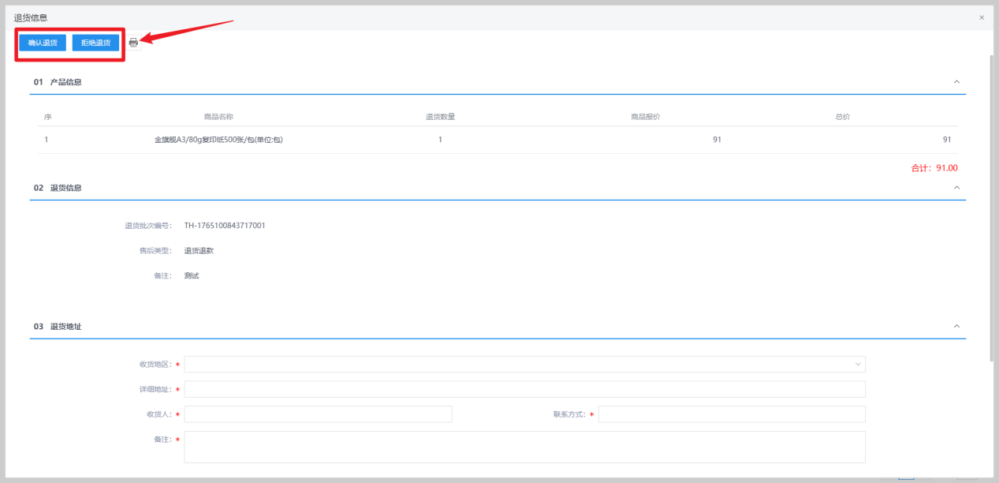 退货信息
确认退货 拒绝退货
01 产品信息
序 商品名称 退货数量 商品报价 总价
1 金旗舰A3/80g复印纸500张/包(单位:包) 1 91 91
合计：91.00
02 退货信息
退货批次编号： TH-1765100843717001
售后类型： 退货退款
备注： 测试
03 退货地址
收货地区：*
详细地址：*
收货人：* 联系方式：*
备注：*